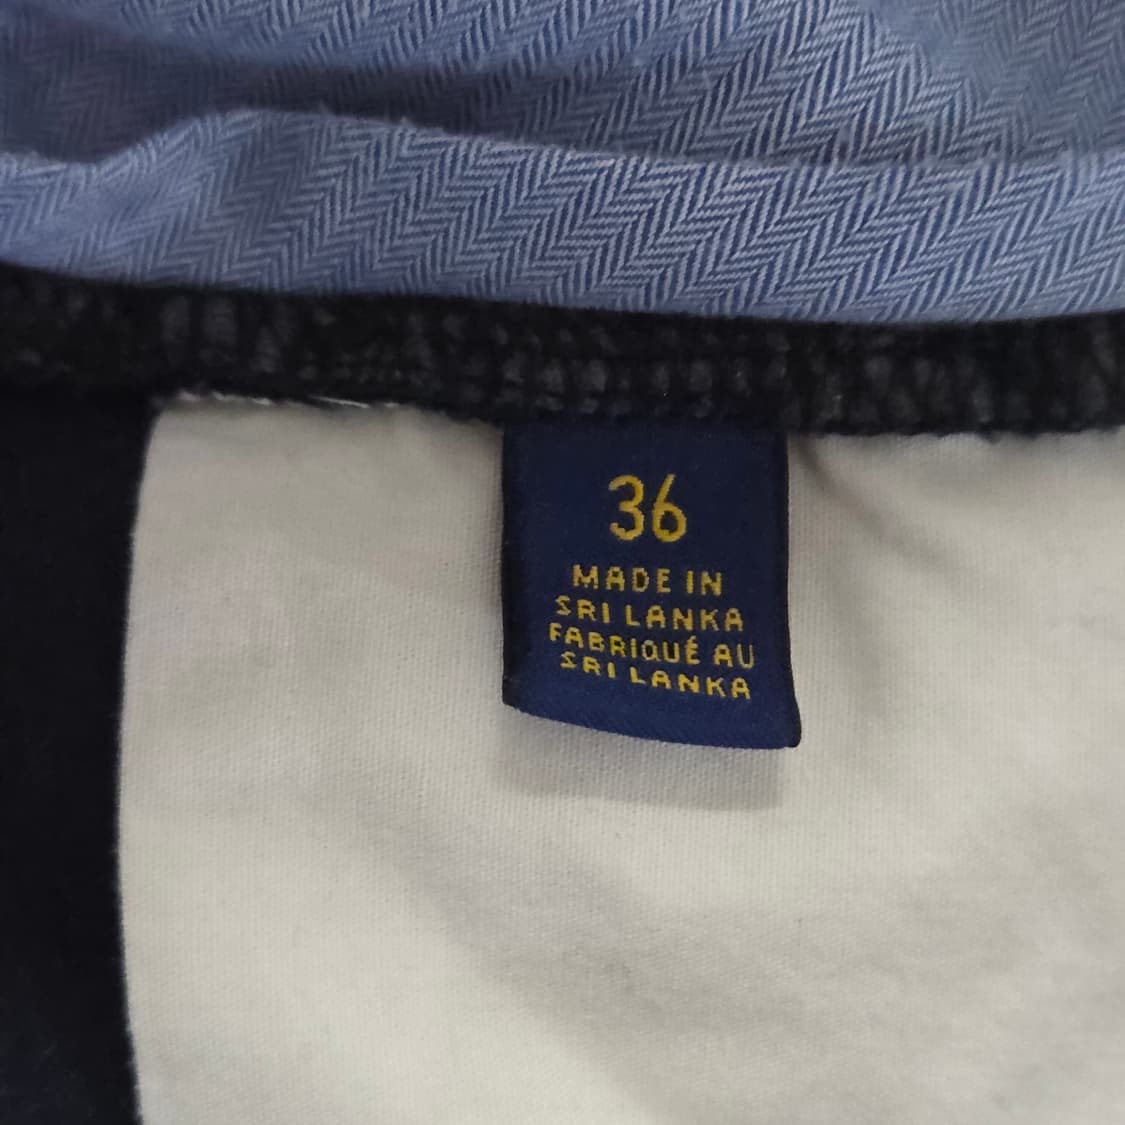 36
MADE IN
SRI LANKA
FABRIQUÉ AU
SRI LANKA